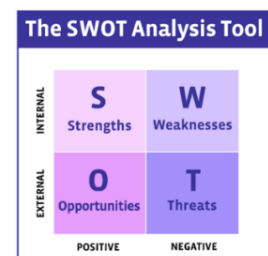 The SWOT Analysis Tool
INTERNAL
S
Strengths
W
Weaknesses
EXTERNAL
O
Opportunities
T
Threats
POSITIVE
NEGATIVE